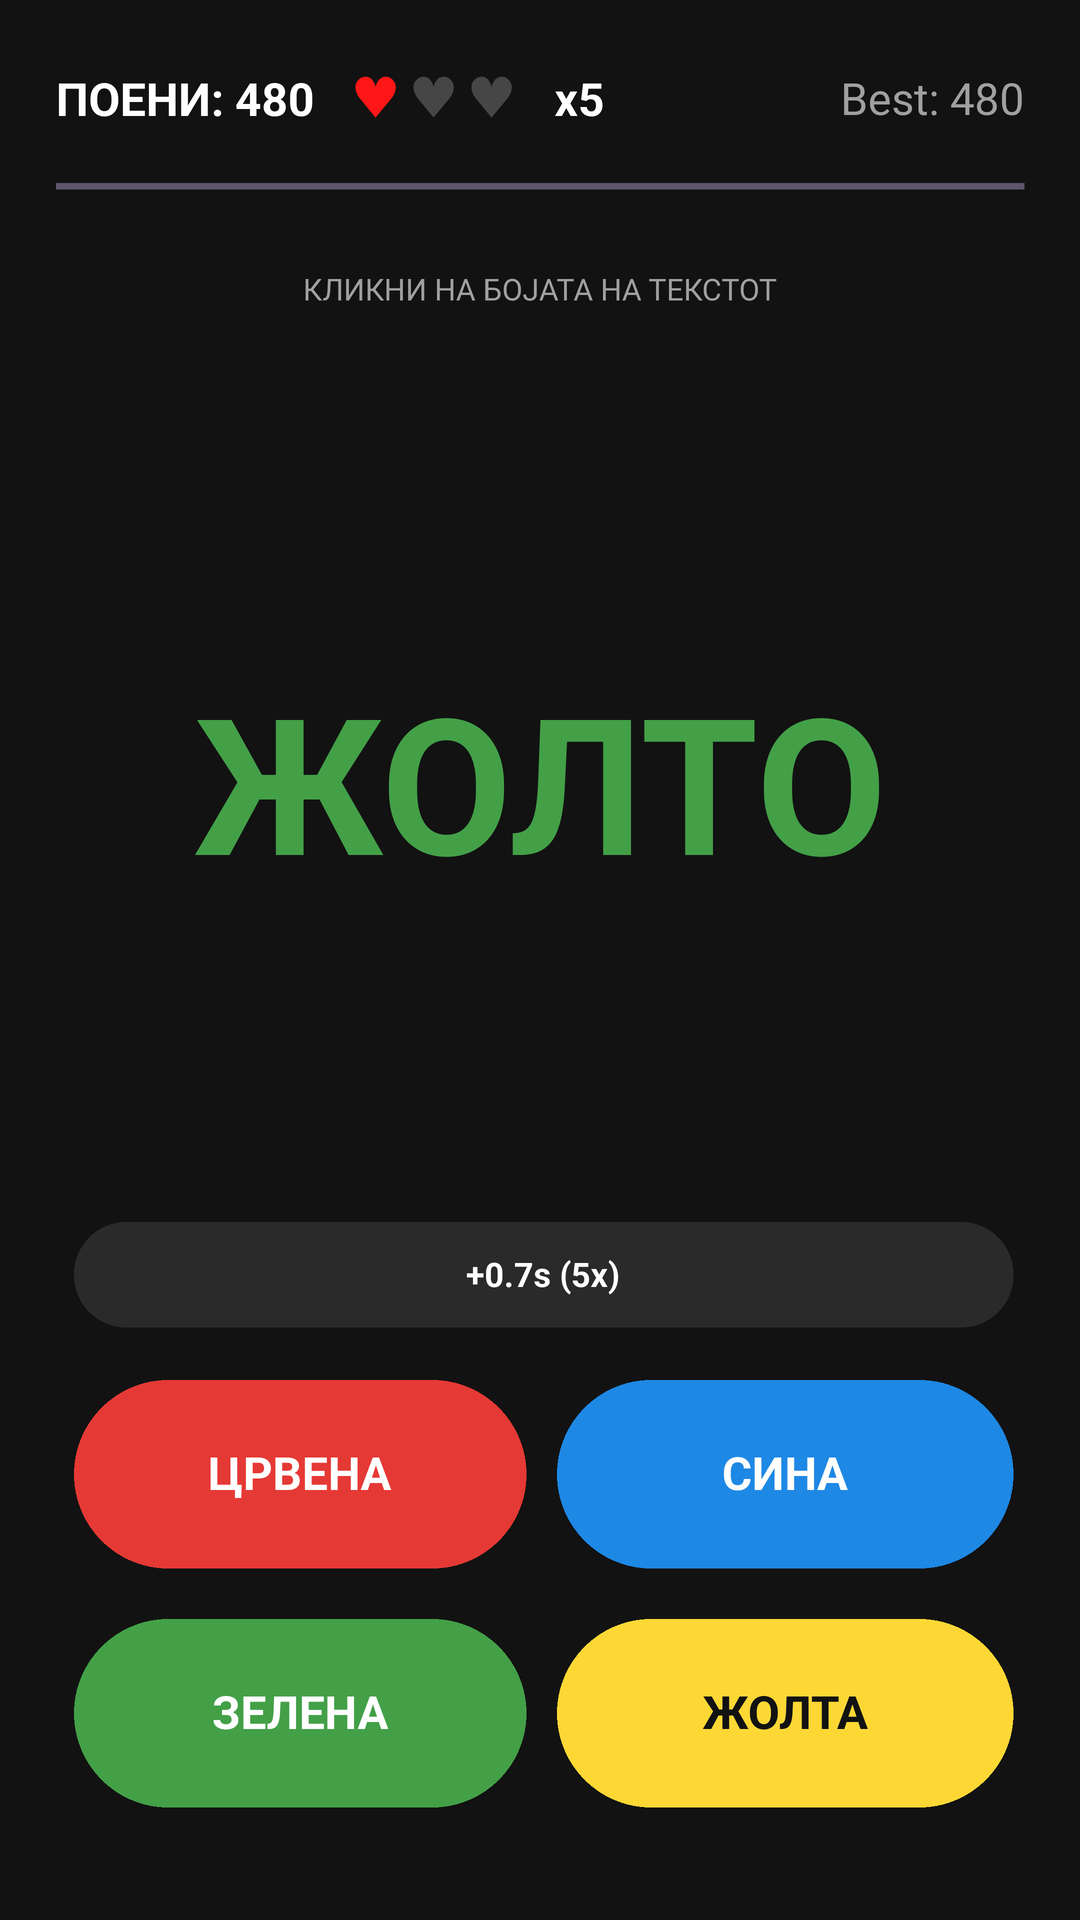 ПОЕНИ: 480 ♥♥♥ x5 Best: 480
КЛИКНИ НА БОЈАТА НА ТЕКСТОТ
ЖОЛТО
+0.7s (5x)
ЦРВЕНА СИНА
ЗЕЛЕНА ЖОЛТА